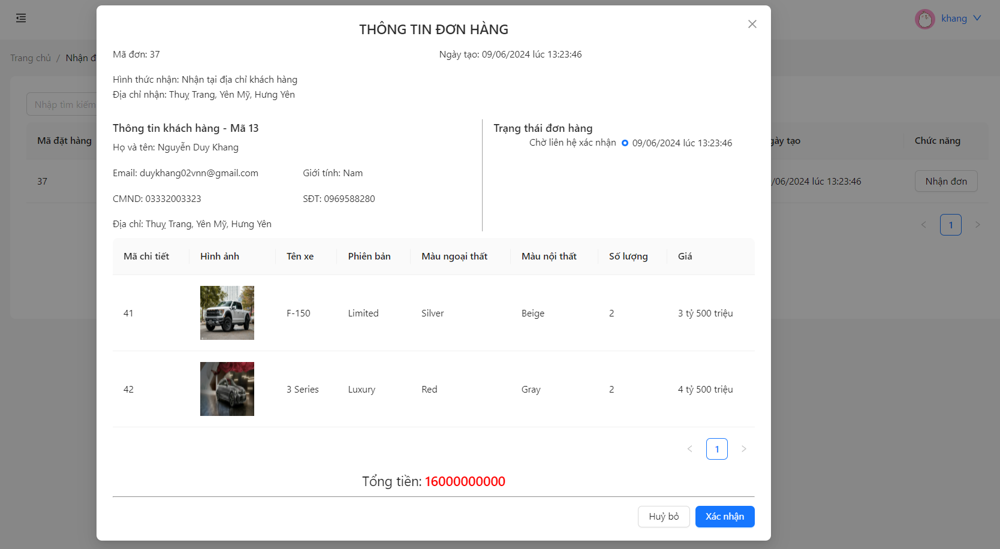 khang
Trang chủ / Nhận đ
Nhập tìm kiếm
Mã đặt hàng
gày tạo
Chức năng
37
/06/2024 lúc 13:23:46
Nhận đơn
1
THÔNG TIN ĐƠN HÀNG
Mã đơn: 37
Ngày tạo: 09/06/2024 lúc 13:23:46
Hình thức nhận: Nhận tại địa chỉ khách hàng
Địa chỉ nhận: Thuỵ Trang, Yên Mỹ, Hưng Yên
Thông tin khách hàng - Mã 13
Họ và tên: Nguyễn Duy Khang
Email: duykhang02vnn@gmail.com
Giới tính: Nam
CMND: 03332003323
SĐT: 0969588280
Địa chỉ: Thuỵ Trang, Yên Mỹ, Hưng Yên
Trạng thái đơn hàng
Chờ liên hệ xác nhận
09/06/2024 lúc 13:23:46
Mã chi tiết
Hình ảnh
Tên xe
Phiên bản
Màu ngoại thất
Màu nội thất
Số lượng
Giá
41
F-150
Limited
Silver
Beige
2
3 tỷ 500 triệu
42
3 Series
Luxury
Red
Gray
2
4 tỷ 500 triệu
1
Tổng tiền: 16000000000
Huỷ bỏ
Xác nhận